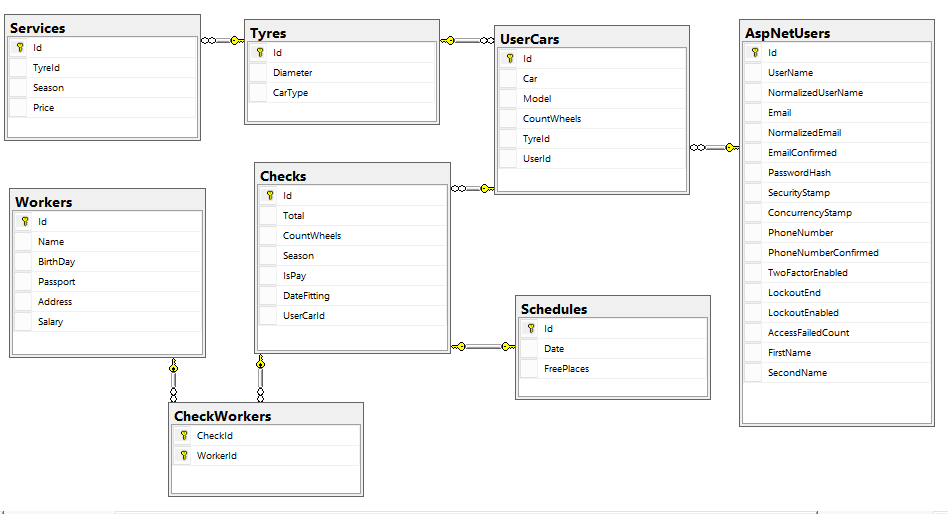 Services
Id
TyreId
Season
Price
Tyres
Id
Diameter
CarType
UserCars
Id
Car
Model
CountWheels
TyreId
UserId
AspNetUsers
Id
UserName
NormalizedUserName
Email
NormalizedEmail
EmailConfirmed
PasswordHash
SecurityStamp
ConcurrencyStamp
PhoneNumber
PhoneNumberConfirmed
TwoFactorEnabled
LockoutEnd
LockoutEnabled
AccessFailedCount
FirstName
SecondName
Workers
Id
Name
BirthDay
Passport
Address
Salary
Checks
Id
Total
CountWheels
Season
IsPay
DateFitting
UserCarId
Schedules
Id
Date
FreePlaces
CheckWorkers
CheckId
WorkerId